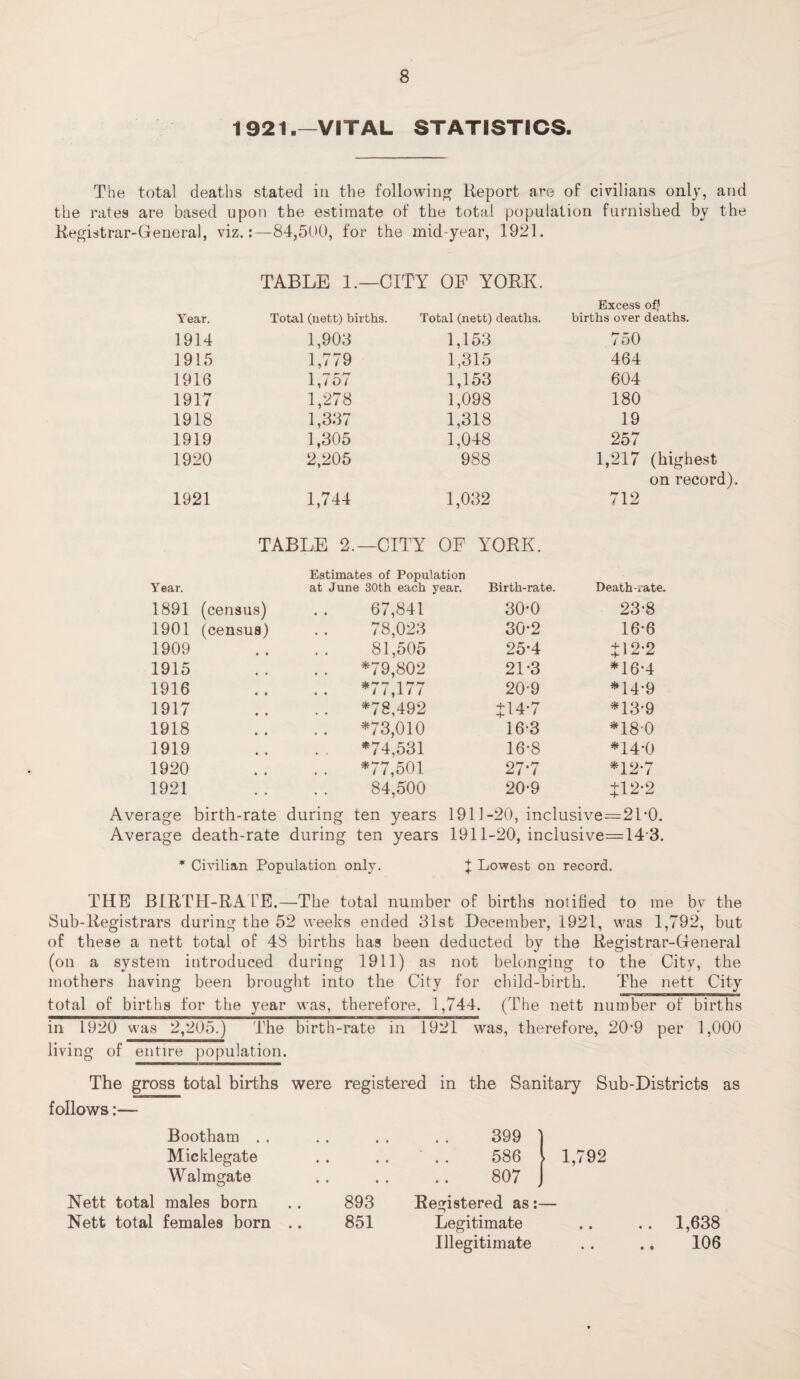 8
1921.—VITAL STATISTICS.
The total deaths stated in the following Report are of civilians only, and
the rates are based upon the estimate of the total population furnished by the
Registrar-General, viz.:—84,500, for the mid-year, 1921.
TABLE 1.—CITY OF YORK.
Year. Total (nett) births. Total (nett) deaths. Excess of births over deaths.
1914 1,903 1,153 750
1915 1,779 1,315 464
1916 1,757 1,153 604
1917 1,278 1,098 180
1918 1,337 1,318 19
1919 1,305 1,048 257
1920 2,205 988 1,217 (highest
on record).
1921 1,744 1,032 712
TABLE 2.—CITY OF YORK.
Year. Estimates of Population at June 30th each year. Birth-rate. Death-rate.
1891 (census) .. 67,841 30·0 23·8
1901 (census) .. 78,023 30·2 16·6
1909 .. .. 81,505 25·4 ‡12·2
1915 .. .. *79,802 21·3 *16·4
1916 .. .. *77,177 20·9 *14·9
1917 .. .. *78,492 ‡14·7 *13·9
1918 .. .. *73,010 16·3 *18·0
1919 .. .. *74,531 16·8 *14·0
1920 .. .. *77,501 27·7 *12·7
1921 .. .. 84,500 20·9 ‡12·2
Average birth-rate during ten years 1911-20, inclusive=21·0.
Average death-rate during ten years 1911-20, inclusive=14·3.
* Civilian Population only. ‡ Lowest on record.
THE BIRTH-RATE.—The total number of births notified to me by the
Sub-Registrars during the 52 weeks ended 31st December, 1921, was 1,792, but
of these a nett total of 48 births has been deducted by the Registrar-General
(on a system introduced during 1911) as not belonging to the City, the
mothers having been brought into the City for child-birth. The nett City
total of births for the year was, therefore, 1,744. (The nett number of births
in 1920 was 2,205.) The birth-rate in 1921 was, therefore, 20·9 per 1,000
living of entire population.
The gross total births were registered in the Sanitary Sub-Districts as
follows:—
Bootham .. .. .. .. 399
Micklegate .. .. .. 586 } 1,792
Walmgate .. .. .. 807
Nett total males born .. 893 Registered as:—
Nett total females born .. 851 Legitimate .. .. 1,638
Illegitimate .. .. 106